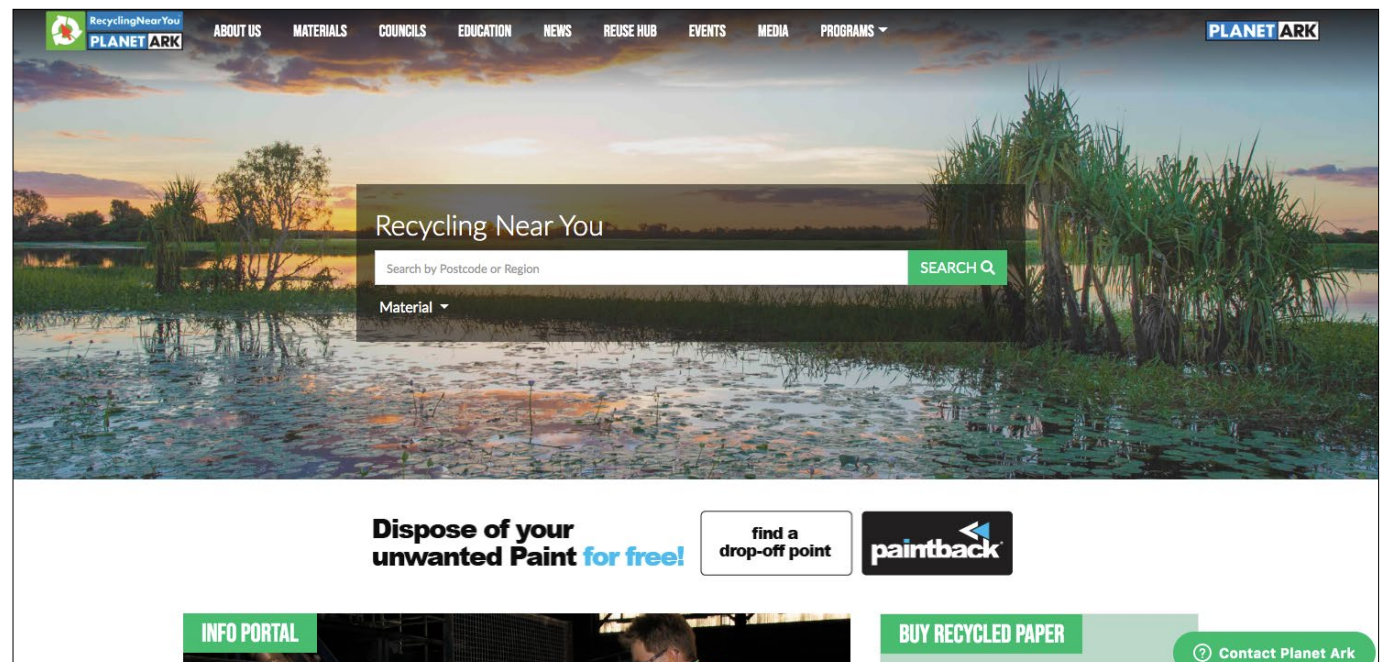 RecyclingNearYou
PLANET ARK
ABOUT US MATERIALS COUNCILS EDUCATION NEWS REUSE HUB EVENTS MEDIA PROGRAMS
PLANET ARK
Recycling Near You
Search by Postcode or Region
SEARCH
Material
Dispose of your
unwanted Paint for free!
find a
drop-off point
paintback
INFO PORTAL
BUY RECYCLED PAPER
Contact Planet Ark